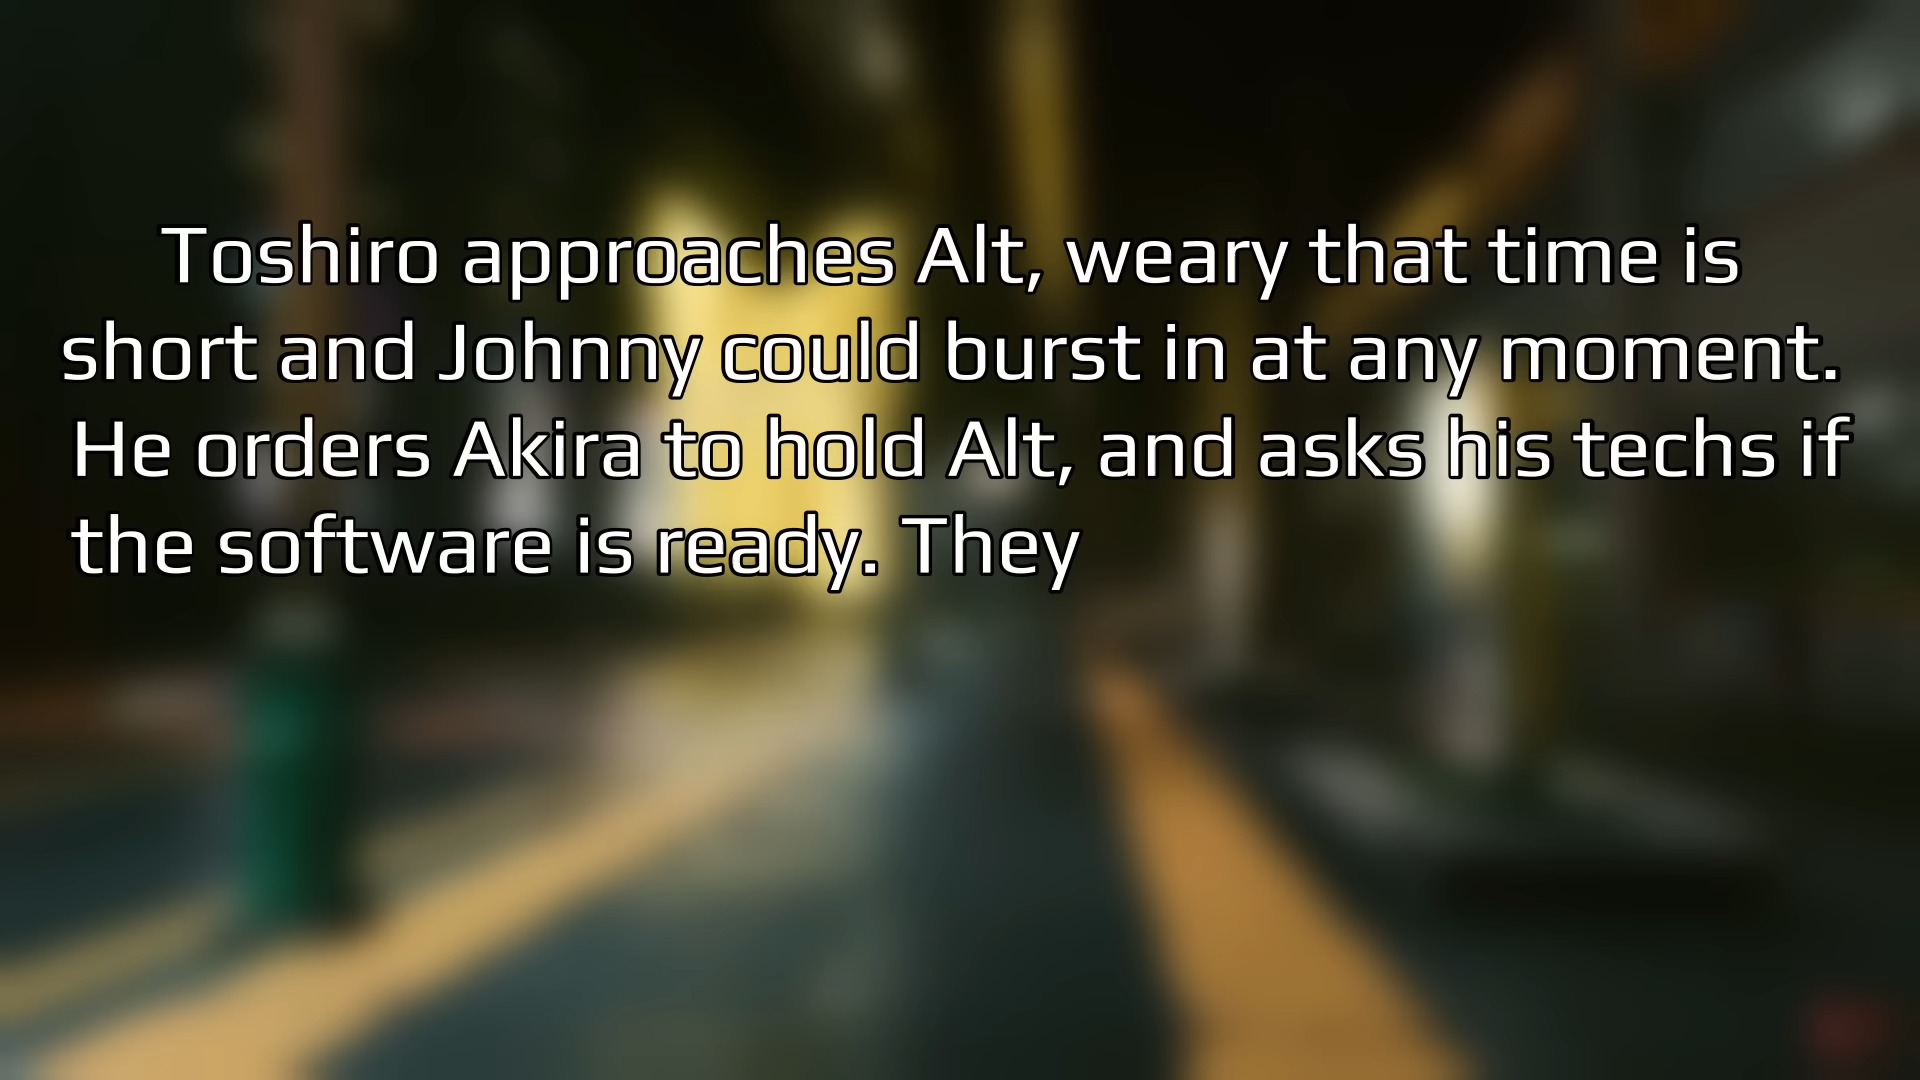 Toshiro approaches Alt, weary that time is
short and Johnny could burst in at any moment.
He orders Akira to hold Alt, and asks his techs if
the software is ready. They